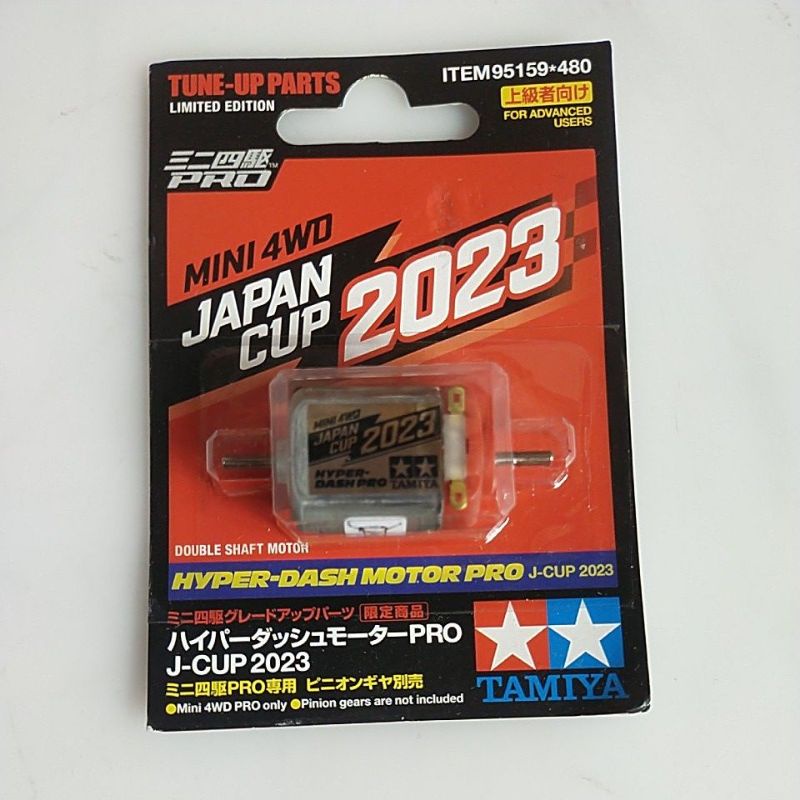 TUNE-UP PARTS
LIMITED EDITION
ITEM 95159*480
上級者向け
FOR ADVANCED
USERS
ミニ四駆™
PRO
MINI 4WD
JAPAN
CUP
2023
MINI 4WD
JAPAN
CUP
2023
HYPER-
DASH PRO
TAMIYA
DOUBLE SHAFT MOTOR
HYPER-DASH MOTOR PRO J-CUP 2023
ミニ四駆グレードアップパーツ 限定商品
ハイパーダッシュモーターPRO
J-CUP 2023
ミニ四駆PRO専用 ピニオンギヤ別売
●Mini 4WD PRO only ●Pinion gears are not included
TAMIYA